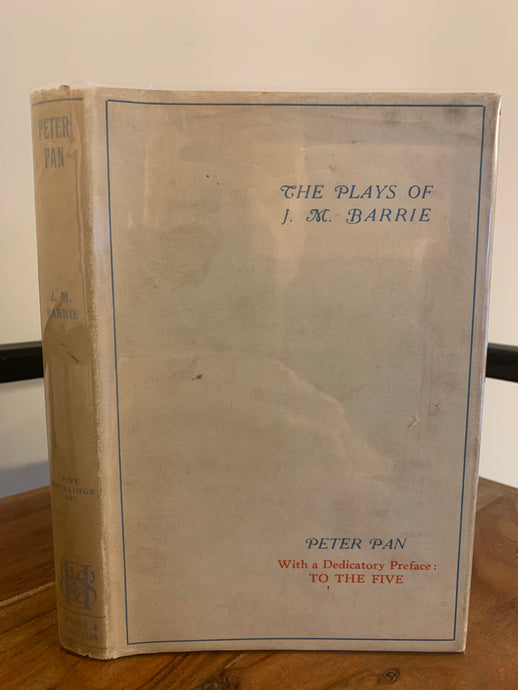 PETER
PAN
J. M.
BARRIE
FIVE
SHILLINGS
NET
THE PLAYS OF
J. M. BARRIE
PETER PAN
With a Dedicatory Preface:
TO THE FIVE